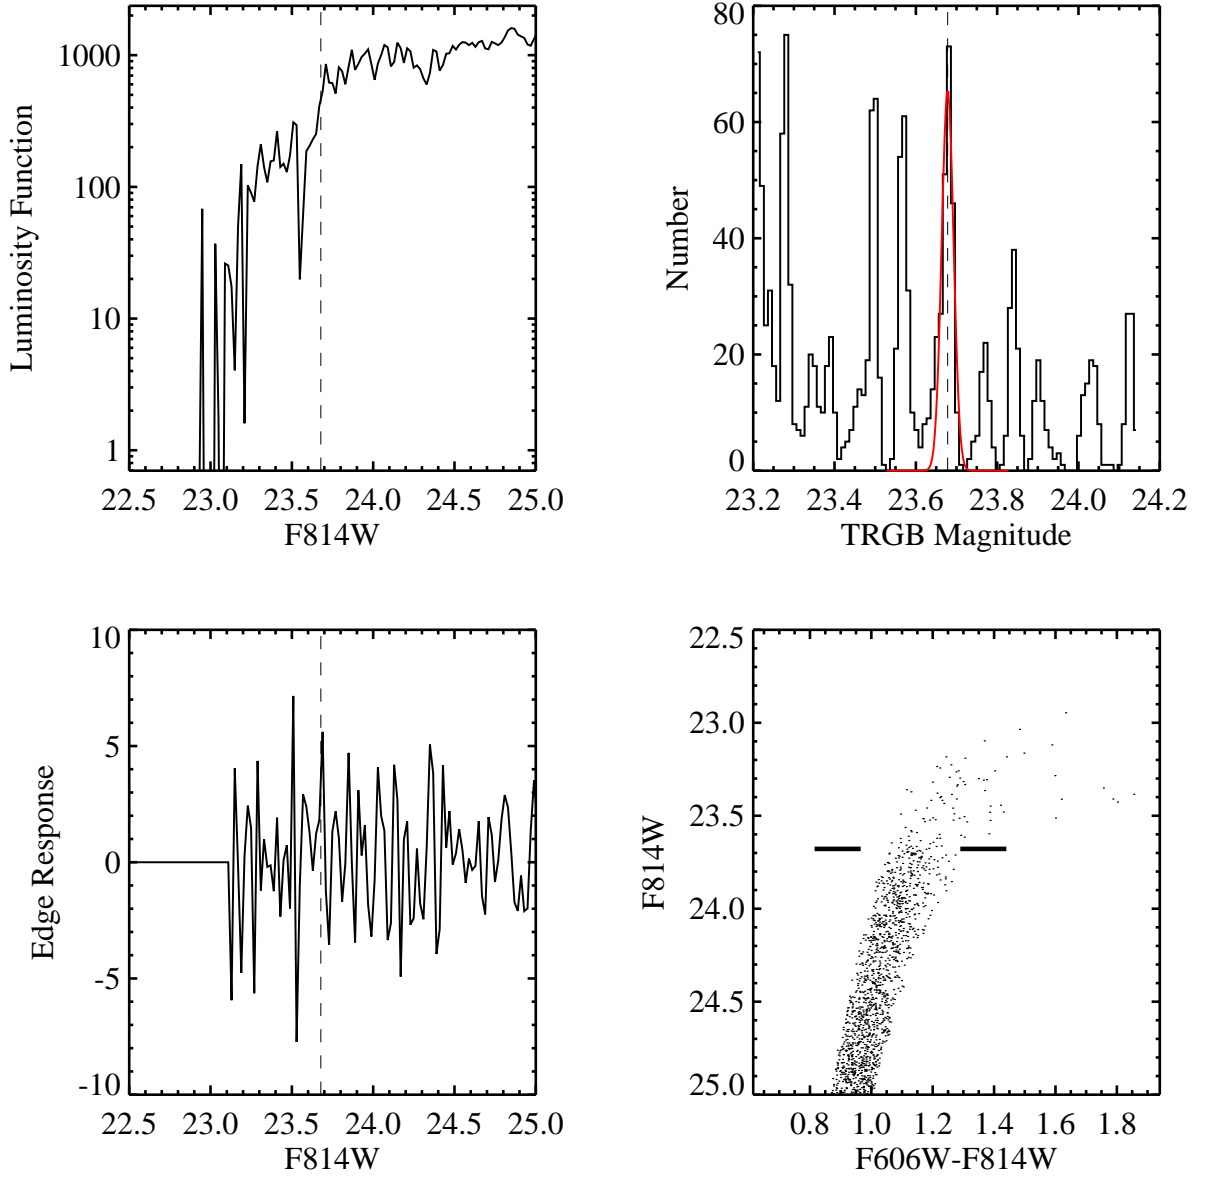 Luminosity Function
1000
100
10
1
22.5 23.0 23.5 24.0 24.5 25.0
F814W
Number
80
60
40
20
0
23.2 23.4 23.6 23.8 24.0 24.2
TRGB Magnitude
Edge Response
10
5
0
-5
-10
22.5 23.0 23.5 24.0 24.5 25.0
F814W
F814W
22.5
23.0
23.5
24.0
24.5
25.0
0.8 1.0 1.2 1.4 1.6 1.8
F606W-F814W